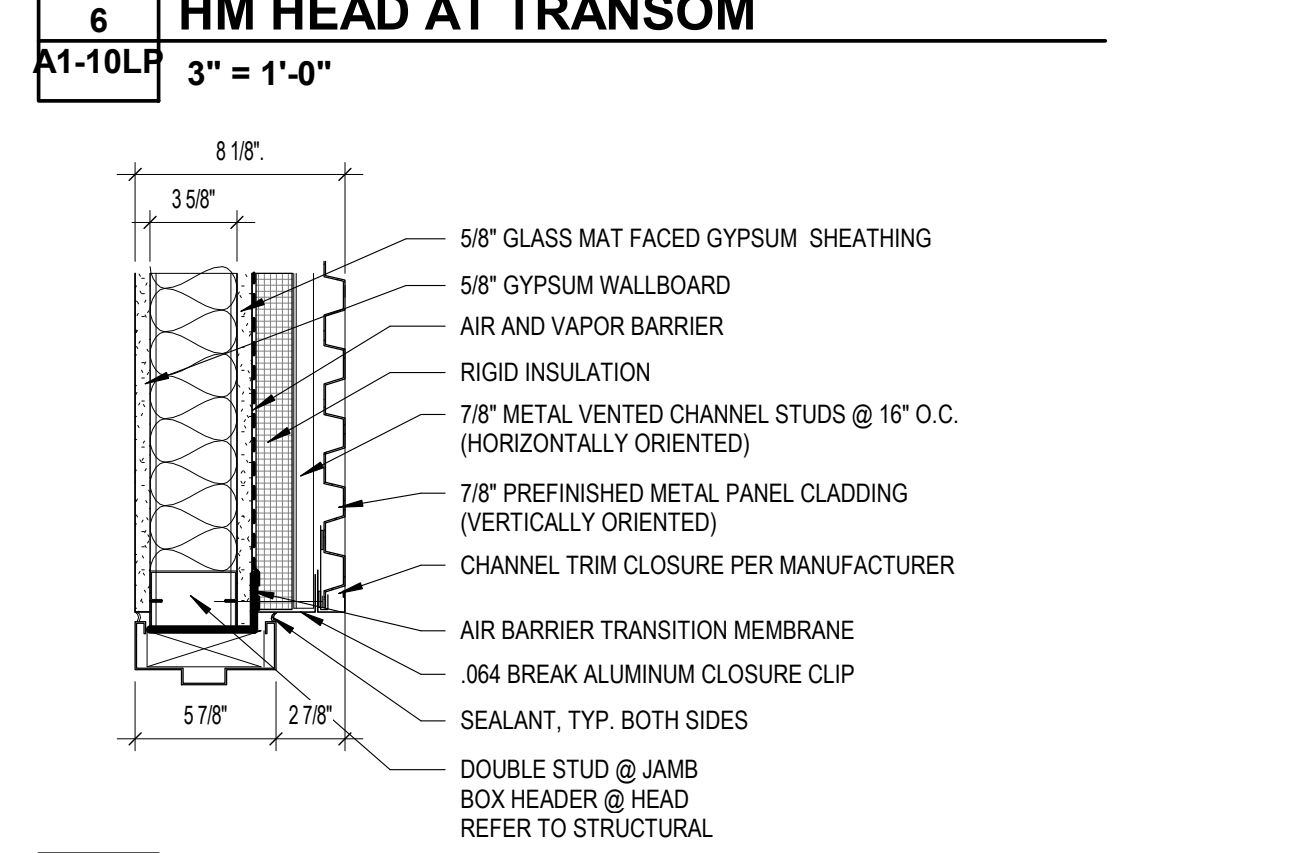 6
HM HEAD AT TRANSOM
A1-10LP
3" = 1'-0"
8 1/8".
3 5/8"
5/8" GLASS MAT FACED GYPSUM SHEATHING
5/8" GYPSUM WALLBOARD
AIR AND VAPOR BARRIER
RIGID INSULATION
7/8" METAL VENTED CHANNEL STUDS @ 16" O.C.
(HORIZONTALLY ORIENTED)
7/8" PREFINISHED METAL PANEL CLADDING
(VERTICALLY ORIENTED)
CHANNEL TRIM CLOSURE PER MANUFACTURER
AIR BARRIER TRANSITION MEMBRANE
.064 BREAK ALUMINUM CLOSURE CLIP
5 7/8"
2 7/8"
SEALANT, TYP. BOTH SIDES
DOUBLE STUD @ JAMB
BOX HEADER @ HEAD
REFER TO STRUCTURAL